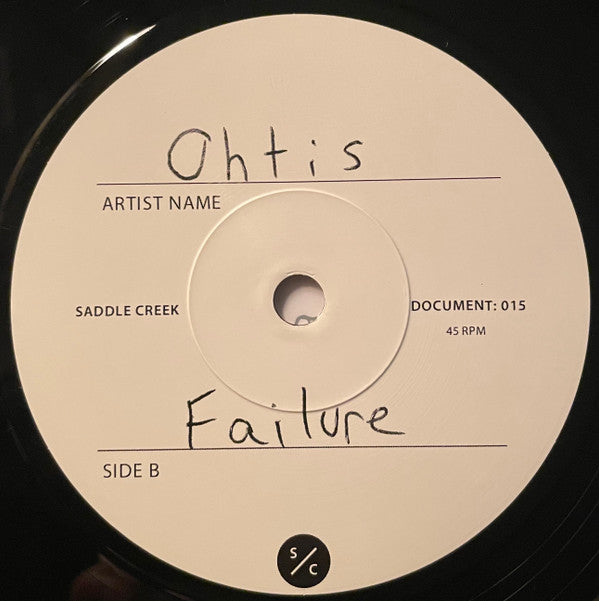 Ohtis
ARTIST NAME
SADDLE CREEK
DOCUMENT: 015
45 RPM
Failure
SIDE B
S/C